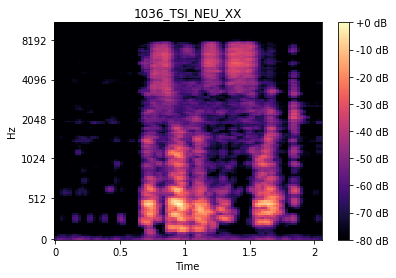 1036_TSI_NEU_XX
+0 dB
8192
-10 dB
4096
-20 dB
-30 dB
2048
Hz
-40 dB
1024
-50 dB
512
-60 dB
-70 dB
0
-80 dB
0
0.5
1
1.5
2
Time